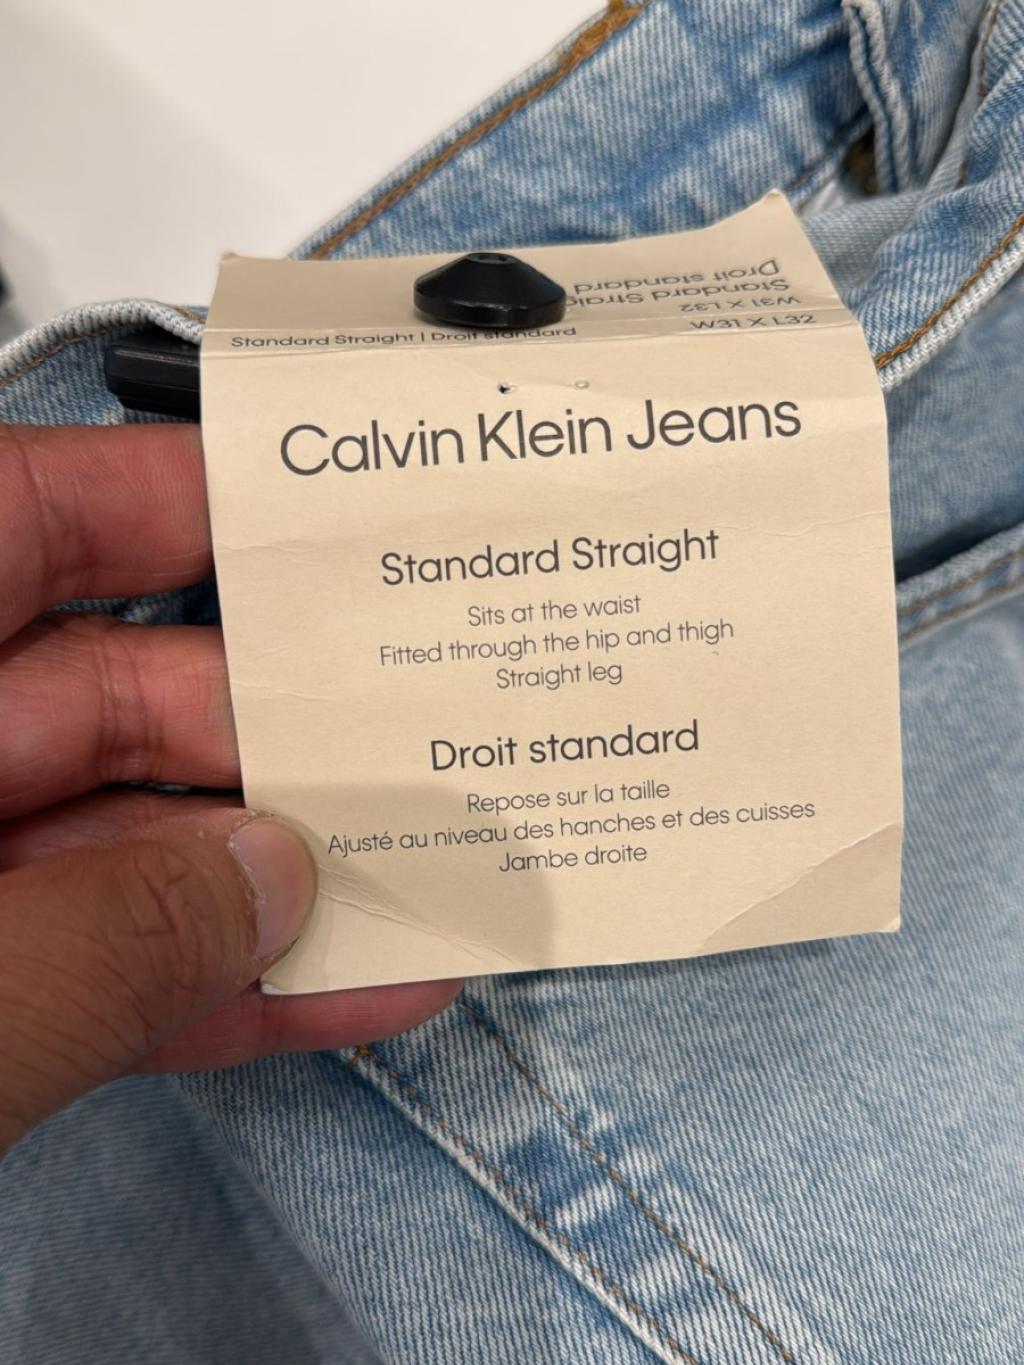 Droit standard
Standard Straight
W31 X L32
Standard Straight | Droit standard W31 X L32
Calvin Klein Jeans
Standard Straight
Sits at the waist
Fitted through the hip and thigh
Straight leg
Droit standard
Repose sur la taille
Ajusté au niveau des hanches et des cuisses
Jambe droite